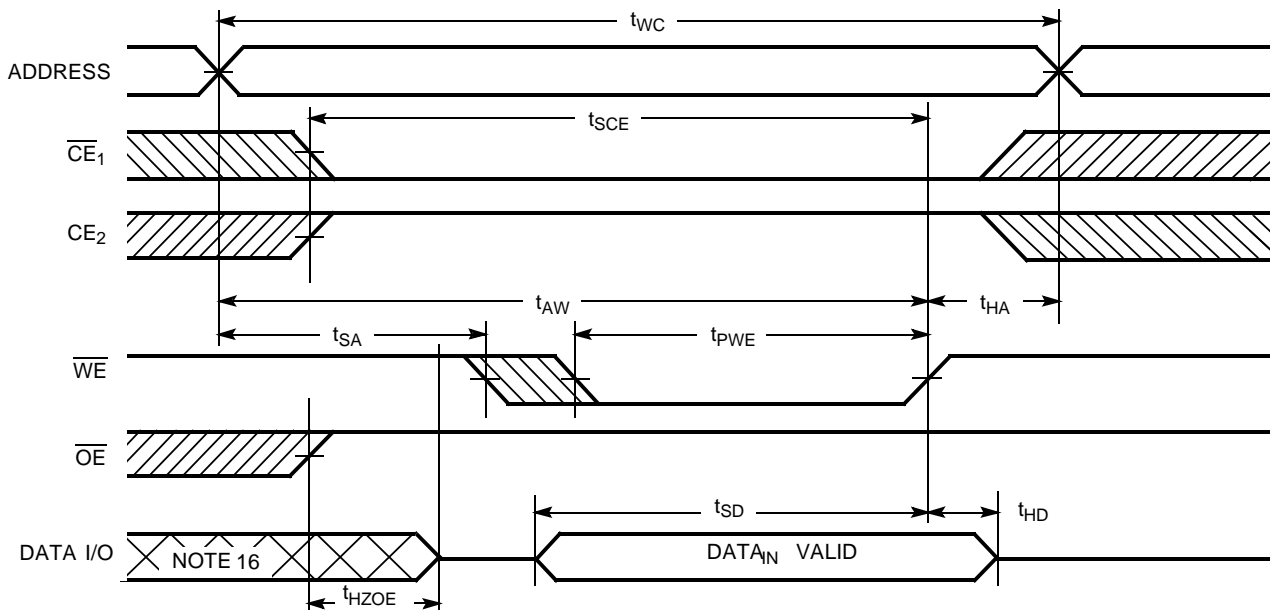 tWC
ADDRESS
tSCE
CE1
CE2
tAW
tHA
tSA
tPWE
WE
OE
tSD
tHD
DATA I/O
NOTE 16
DATAIN VALID
tHZOE